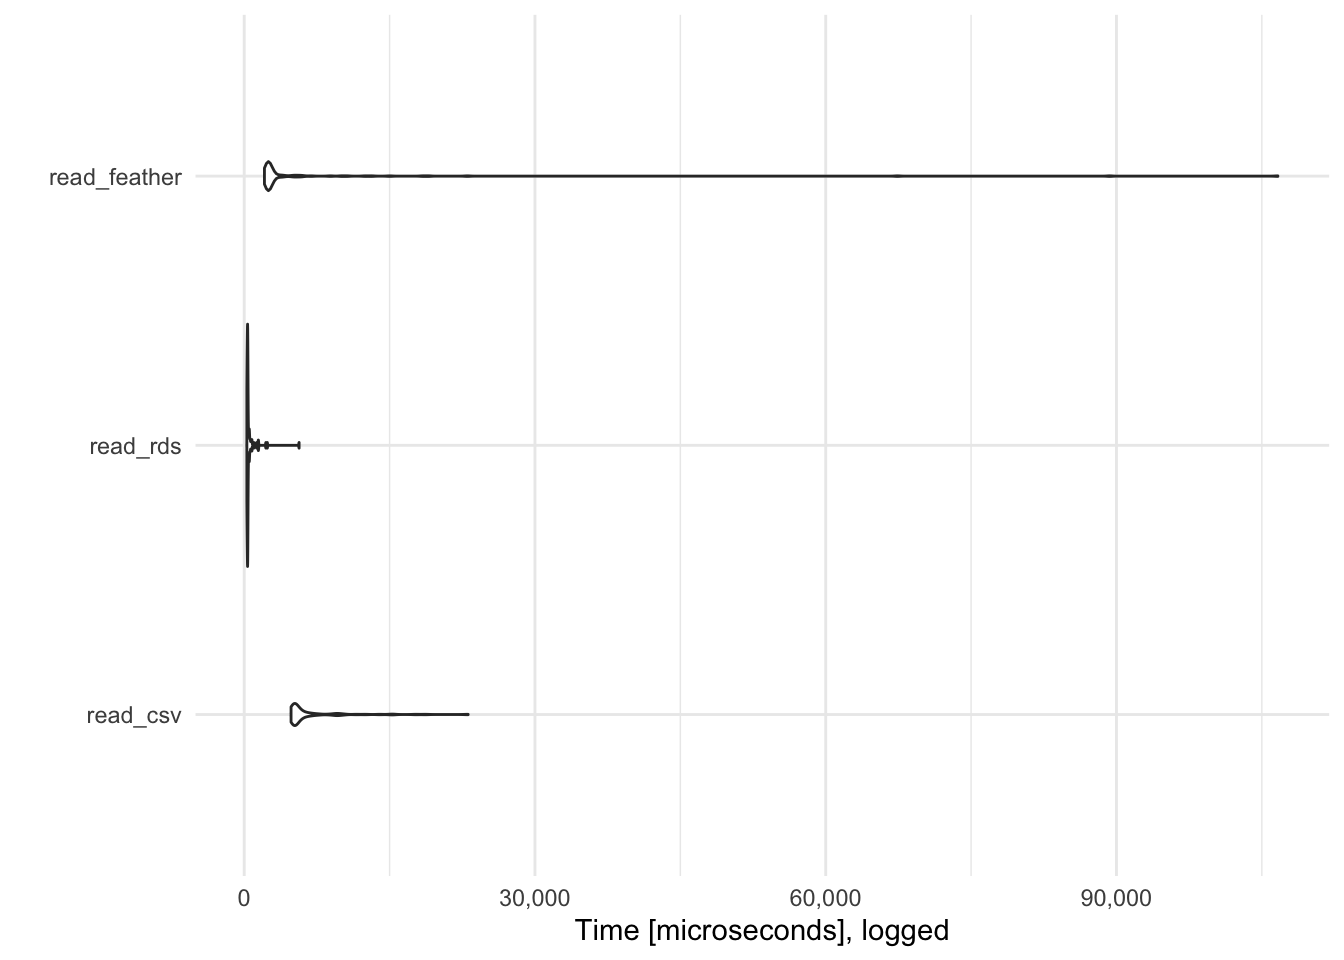 read_feather
read_rds
read_csv
0 30,000 60,000 90,000
Time [microseconds], logged